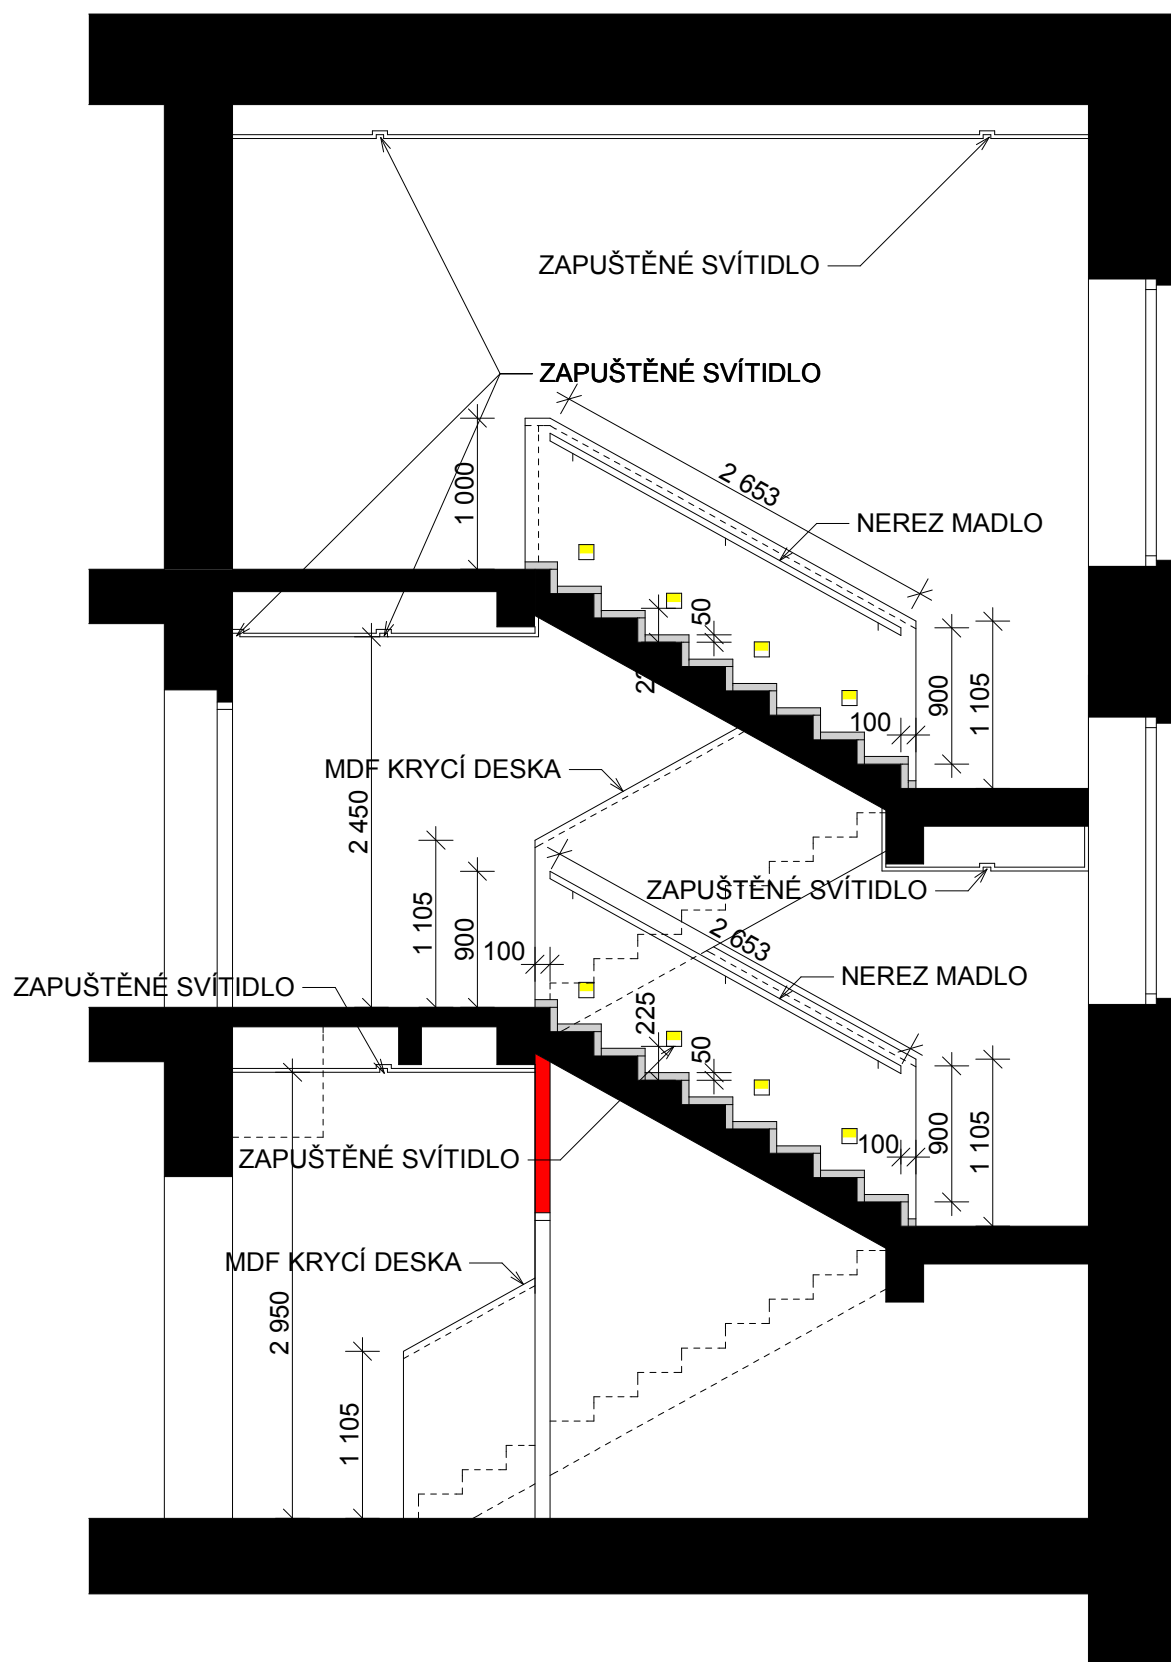 ZAPUŠTĚNÉ SVÍTIDLO
ZAPUŠTĚNÉ SVÍTIDLO
1 000
2 653
NEREZ MADLO
50
100
900
1 105
MDF KRYCÍ DESKA
2 450
1 105
900
100
ZAPUŠTĚNÉ SVÍTIDLO
2 653
NEREZ MADLO
ZAPUŠTĚNÉ SVÍTIDLO
225
50
100
900
1 105
ZAPUŠTĚNÉ SVÍTIDLO
MDF KRYCÍ DESKA
2 950
1 105